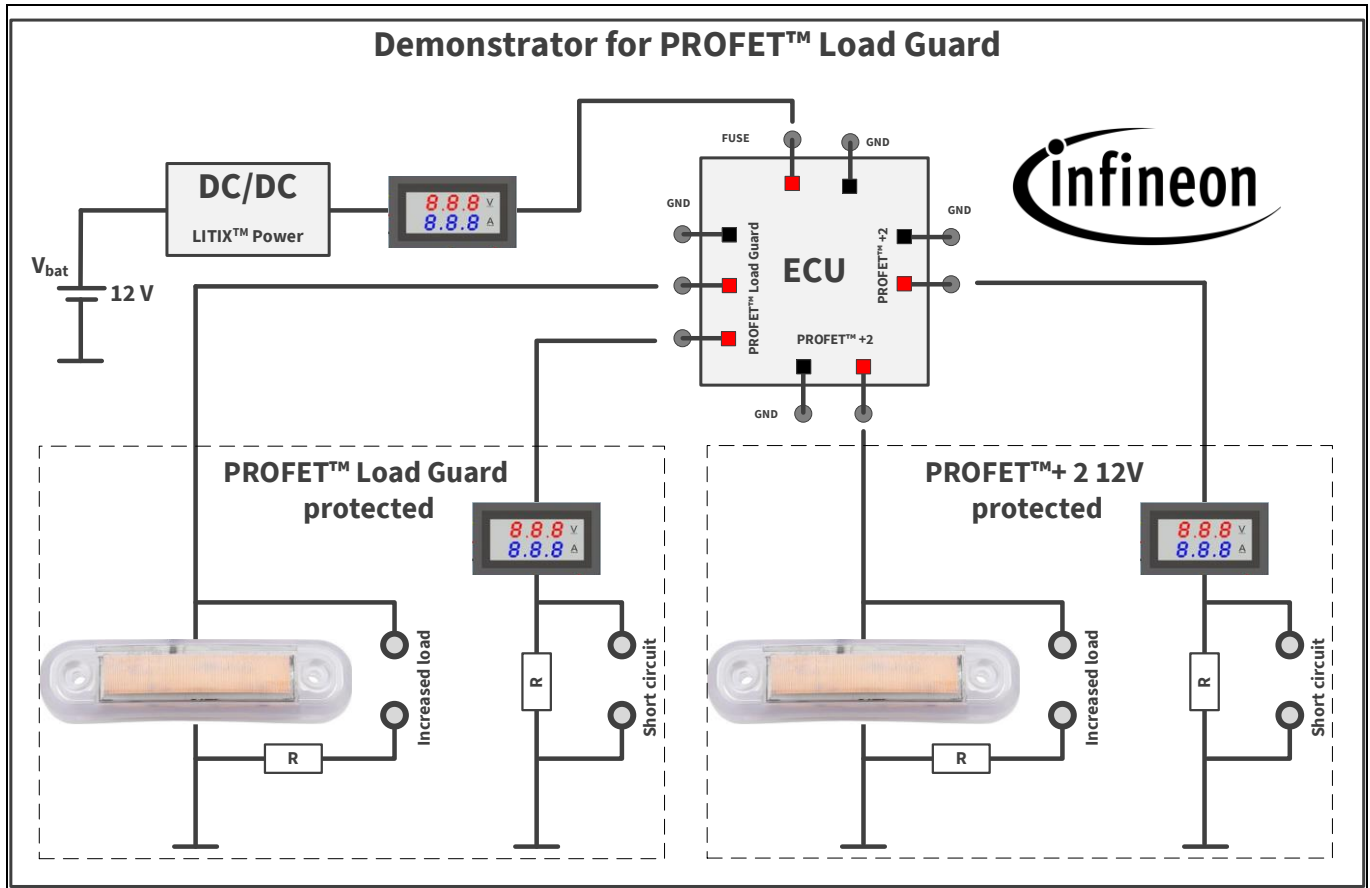 Demonstrator for PROFET™ Load Guard
FUSE
GND
infineon
DC/DC
LITIX™ Power
8.8.8 V
8.8.8 A
GND
GND
PROFET™ Load Guard
ECU
PROFET™ +2
Vbat
12 V
PROFET™ +2
GND
PROFET™ Load Guard
protected
8.8.8 V
8.8.8 A
Increased load
R
Short circuit
R
PROFET™+ 2 12V
protected
8.8.8 V
8.8.8 A
Increased load
R
Short circuit
R